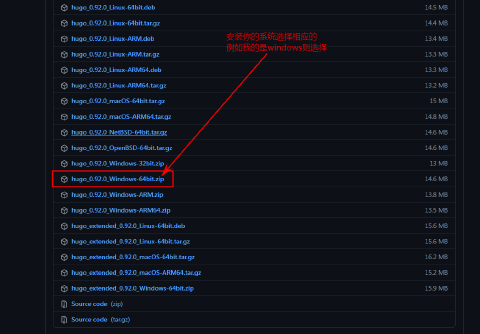 hugo_0.92.0_Linux-64bit.deb 14.5 MB
hugo_0.92.0_Linux-64bit.tar.gz 14.4 MB
hugo_0.92.0_Linux-ARM.deb 13.4 MB
hugo_0.92.0_Linux-ARM.tar.gz 13.3 MB
hugo_0.92.0_Linux-ARM64.deb 13.3 MB
hugo_0.92.0_Linux-ARM64.tar.gz 13.2 MB
hugo_0.92.0_macOS-64bit.tar.gz 15 MB
hugo_0.92.0_macOS-ARM64.tar.gz 14.8 MB
hugo_0.92.0_NetBSD-64bit.tar.gz 14.6 MB
hugo_0.92.0_OpenBSD-64bit.tar.gz 14.6 MB
hugo_0.92.0_Windows-32bit.zip 13 MB
hugo_0.92.0_Windows-64bit.zip 14.6 MB
hugo_0.92.0_Windows-ARM.zip 13.8 MB
hugo_0.92.0_Windows-ARM64.zip 13.5 MB
hugo_extended_0.92.0_Linux-64bit.deb 15.6 MB
hugo_extended_0.92.0_Linux-64bit.tar.gz 15.6 MB
hugo_extended_0.92.0_macOS-64bit.tar.gz 16.2 MB
hugo_extended_0.92.0_macOS-ARM64.tar.gz 15.2 MB
hugo_extended_0.92.0_Windows-64bit.zip 15.9 MB
Source code (zip)
Source code (tar.gz)
安装你的系统选择相应的
例如我的是windows则选择